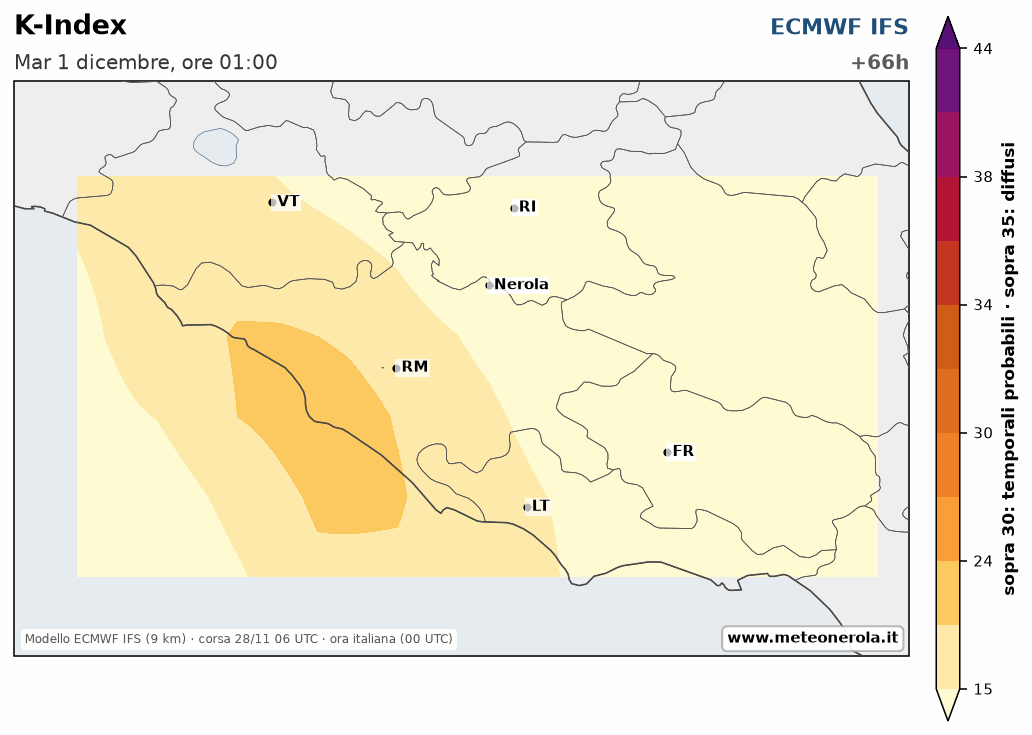 K-Index
ECMWF IFS
Mar 1 dicembre, ore 01:00
+66h
44
38
34
30
24
15
sopra 30: temporali probabili · sopra 35: diffusi
VT
RI
Nerola
RM
FR
LT
Modello ECMWF IFS (9 km) · corsa 28/11 06 UTC · ora italiana (00 UTC)
www.meteonerola.it